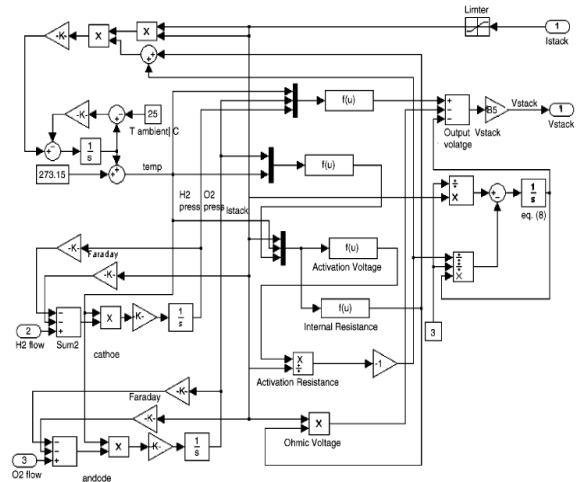 Limter
1
Istack
-K-
X
X
+
+
-K-
25
T ambient| C
f(u)
+
−
−
Output
volatge
B5
Vstack
Vstack
1
Vstack
1
s
f(u)
273.15
temp
H2
press
O2
press
Istack
÷
X
1
s
eq. (8)
-K-
Faraday
-K-
f(u)
Activation Voltage
÷
÷
÷
X
f(u)
Internal Resistance
3
−
−
+
2
H2 flow
Sum2
X
K-
1
s
cathoe
X
÷
Activation Resistance
-1
Faraday
-K-
-K-
X
Ohmic Voltage
−
−
+
3
O2 flow
X
K-
1
s
andode